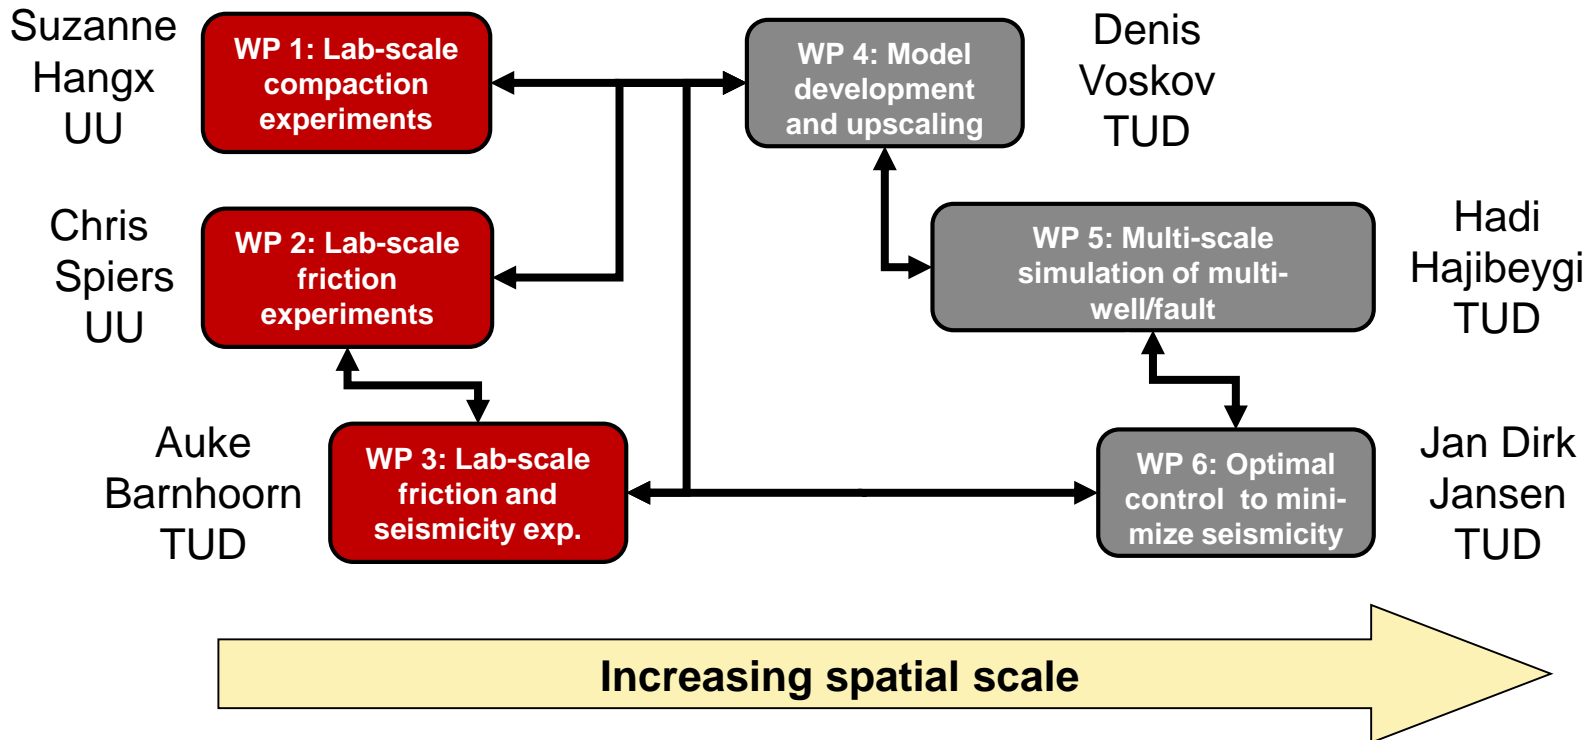 Suzanne
Hangx
UU
WP 1: Lab-scale
compaction
experiments
WP 4: Model
development
and upscaling
Denis
Voskov
TUD
Chris
Spiers
UU
WP 2: Lab-scale
friction
experiments
WP 5: Multi-scale
simulation of multi-
well/fault
Hadi
Hajibeygi
TUD
Auke
Barnhoorn
TUD
WP 3: Lab-scale
friction and
seismicity exp.
WP 6: Optimal
control to mini-
mize seismicity
Jan Dirk
Jansen
TUD
Increasing spatial scale